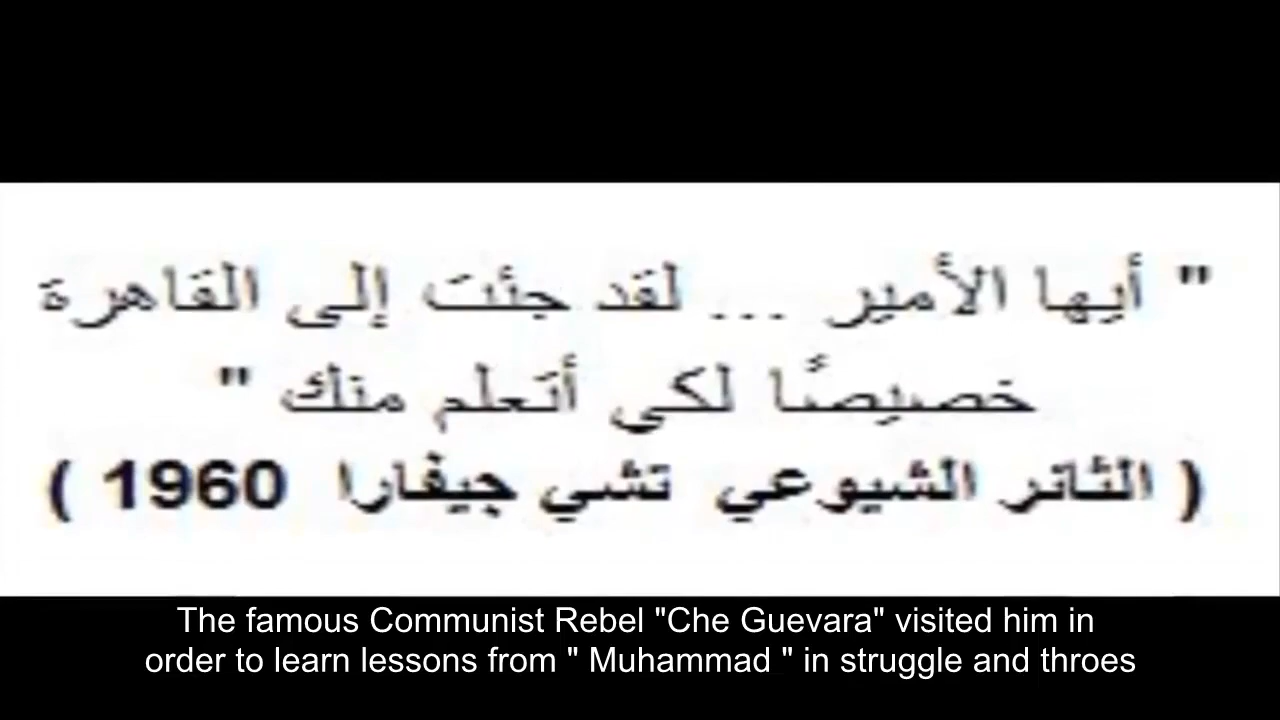 " أيها الأمير ... لقد جئت إلى القاهرة
خصيصًا لكي أتعلم منك "
( الثائر الشيوعي تشي جيفارا 1960 )
The famous Communist Rebel "Che Guevara" visited him in
order to learn lessons from " Muhammad " in struggle and throes